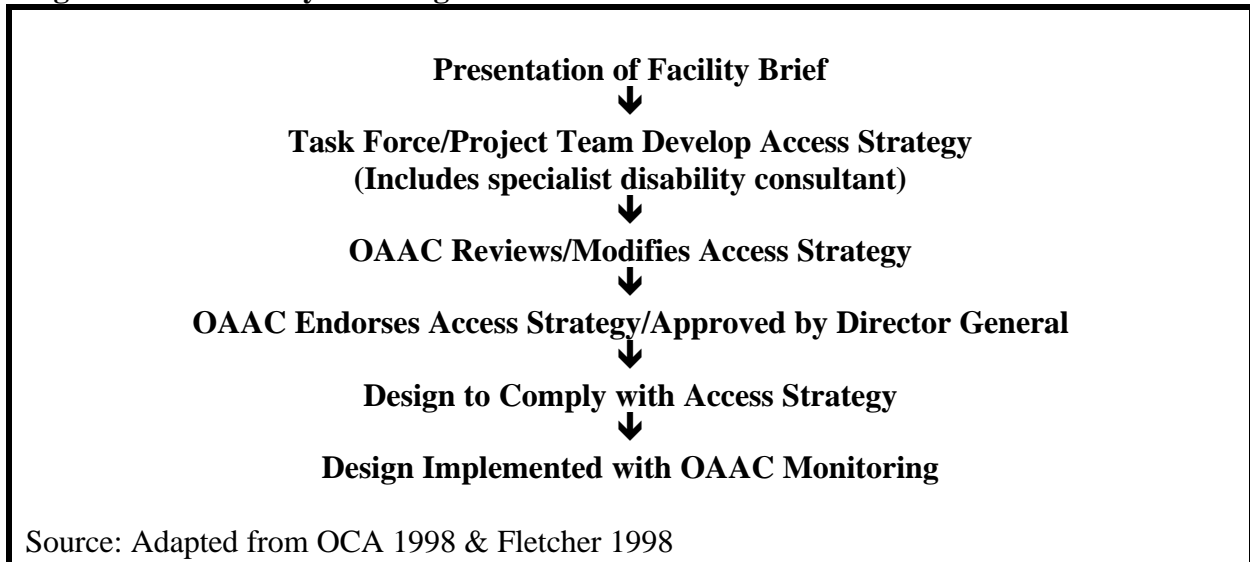 Presentation of Facility Brief
Task Force/Project Team Develop Access Strategy
(Includes specialist disability consultant)
OAAC Reviews/Modifies Access Strategy
OAAC Endorses Access Strategy/Approved by Director General
Design to Comply with Access Strategy
Design Implemented with OAAC Monitoring
Source: Adapted from OCA 1998 & Fletcher 1998